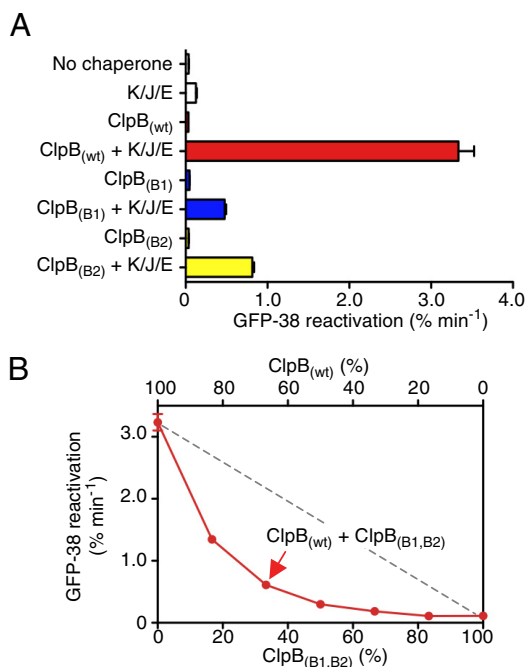 A
No chaperone
K/J/E
ClpB(wt)
ClpB(wt) + K/J/E
ClpB(B1)
ClpB(B1) + K/J/E
ClpB(B2)
ClpB(B2) + K/J/E
0 1.0 2.0 3.0 4.0
GFP-38 reactivation (% min-1)
B
ClpB(wt) (%)
100 80 60 40 20 0
3.0
2.0
1.0
0
GFP-38 reactivation
(% min-1)
ClpB(wt) + ClpB(B1,B2)
0 20 40 60 80 100
ClpB(B1,B2) (%)